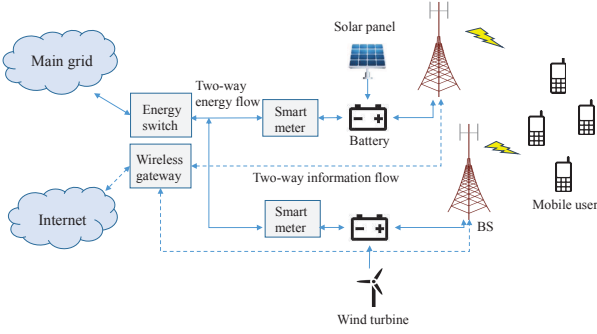 Solar panel
Main grid
Two-way
energy flow
Energy
switch
Smart
meter
Battery
Wireless
gateway
Two-way information flow
Internet
Smart
meter
BS
Mobile user
Wind turbine